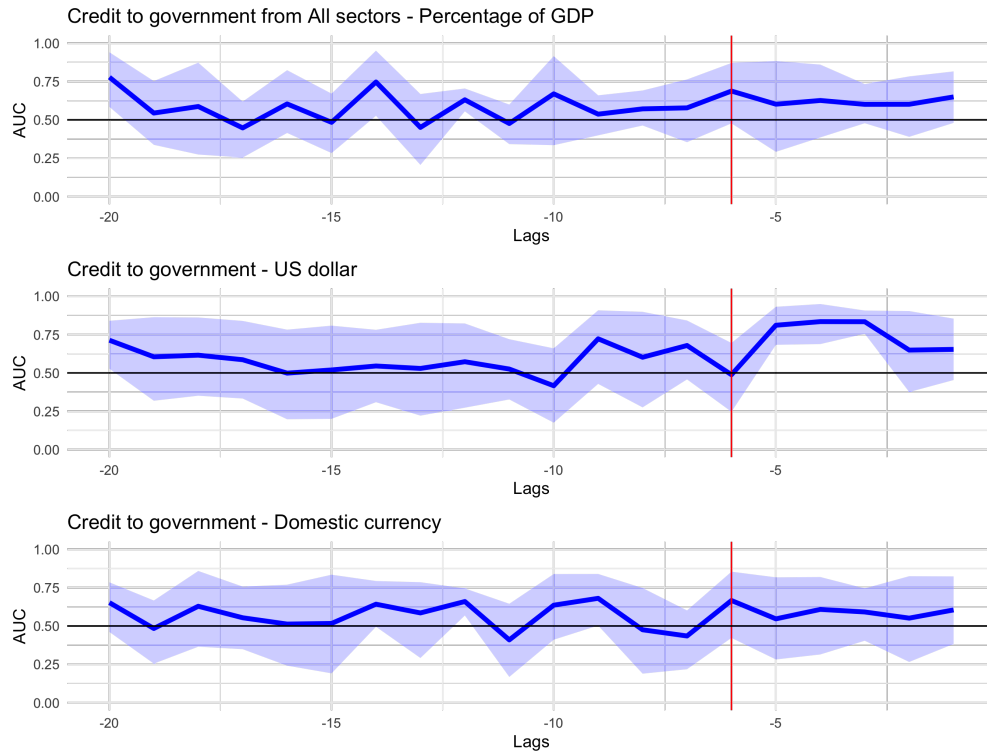 Credit to government from All sectors - Percentage of GDP
1.00
0.75
0.50
0.25
0.00
AUC
-20 -15 -10 -5
Lags
Credit to government - US dollar
1.00
0.75
0.50
0.25
0.00
AUC
-20 -15 -10 -5
Lags
Credit to government - Domestic currency
1.00
0.75
0.50
0.25
0.00
AUC
-20 -15 -10 -5
Lags